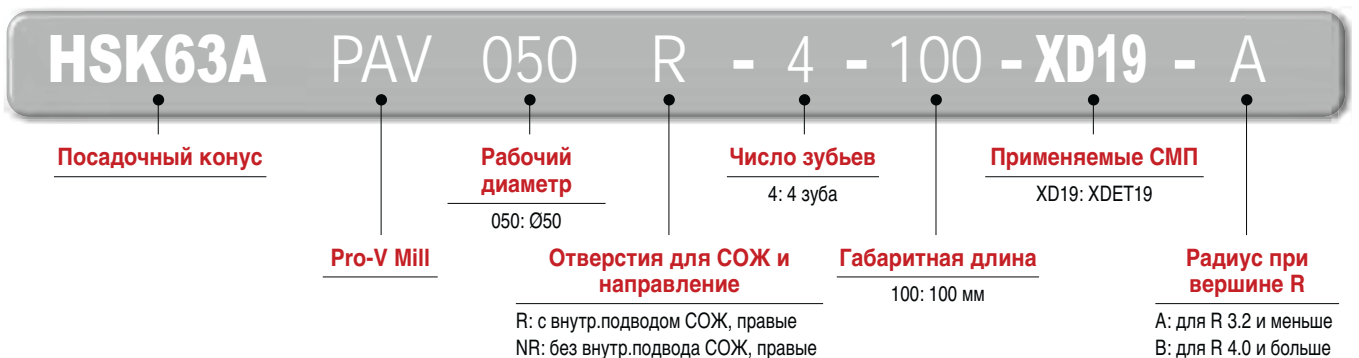 HSK63A PAV 050 R - 4 - 100 - XD19 - A
Посадочный конус
Рабочий
диаметр
050: Ø50
Число зубьев
4: 4 зуба
Применяемые СМП
XD19: XDET19
Pro-V Mill
Отверстия для СОЖ и
направление
R: с внутр.подводом СОЖ, правые
NR: без внутр.подвода СОЖ, правые
Габаритная длина
100: 100 мм
Радиус при
вершине R
A: для R 3.2 и меньше
B: для R 4.0 и больше